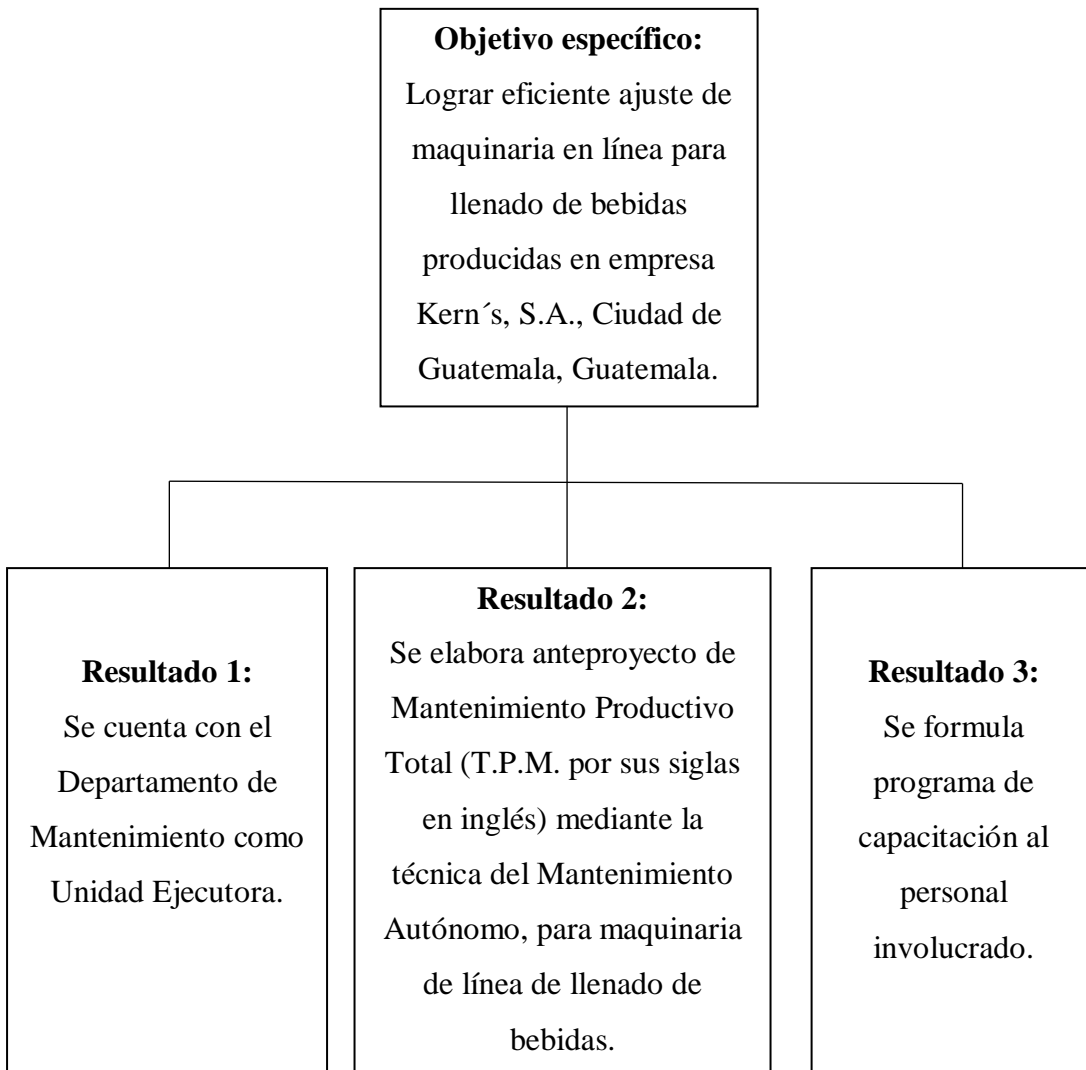 Objetivo específico:
Lograr eficiente ajuste de
maquinaria en línea para
llenado de bebidas
producidas en empresa
Kern´s, S.A., Ciudad de
Guatemala, Guatemala.
Resultado 1:
Se cuenta con el
Departamento de
Mantenimiento como
Unidad Ejecutora.
Resultado 2:
Se elabora anteproyecto de
Mantenimiento Productivo
Total (T.P.M. por sus siglas
en inglés) mediante la
técnica del Mantenimiento
Autónomo, para maquinaria
de línea de llenado de
bebidas.
Resultado 3:
Se formula
programa de
capacitación al
personal
involucrado.